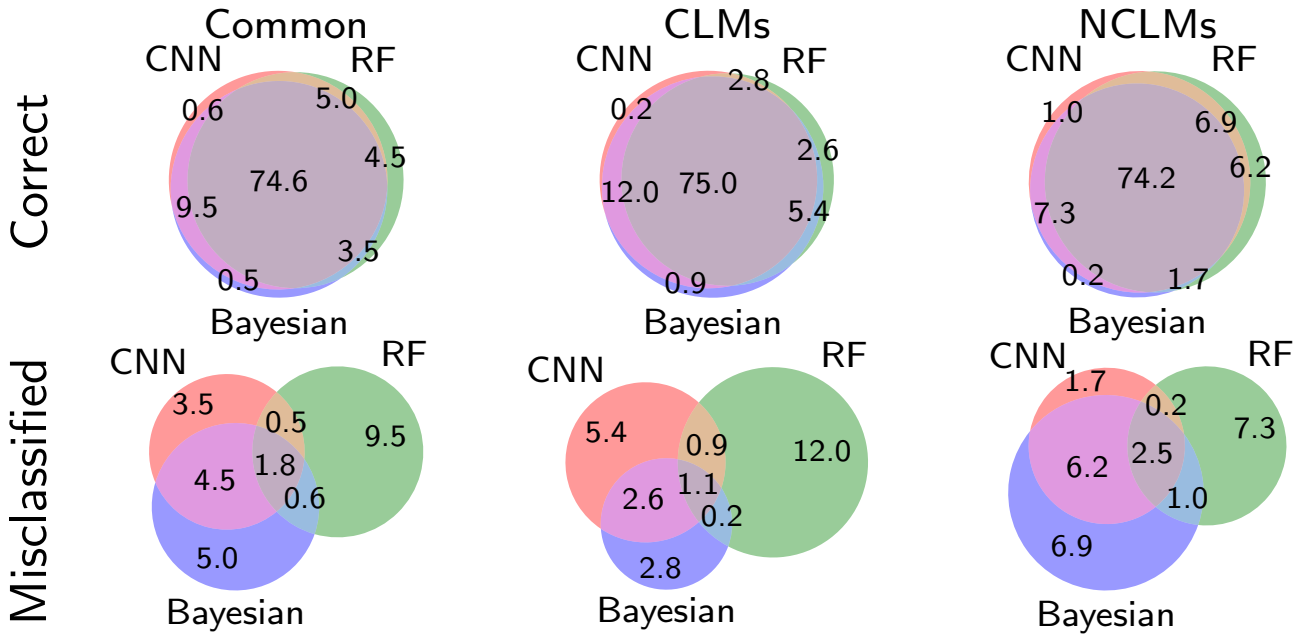 Common
CLMs
NCLMs
Correct
CNN
RF
0.6
5.0
4.5
74.6
9.5
3.5
0.5
Bayesian
CNN
RF
0.2
2.8
2.6
12.0
75.0
5.4
0.9
Bayesian
CNN
RF
1.0
6.9
6.2
74.2
7.3
1.7
0.2
Bayesian
Misclassified
CNN
RF
3.5
0.5
9.5
4.5
1.8
0.6
5.0
Bayesian
CNN
RF
5.4
0.9
12.0
2.6
1.1
0.2
2.8
Bayesian
CNN
RF
1.7
0.2
7.3
6.2
2.5
1.0
6.9
Bayesian